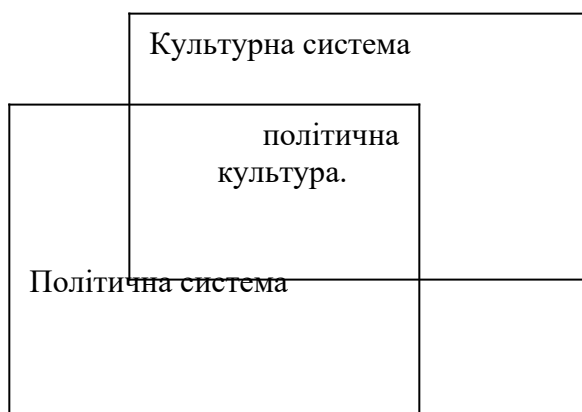 Культурна система
політична
культура.
Політична система